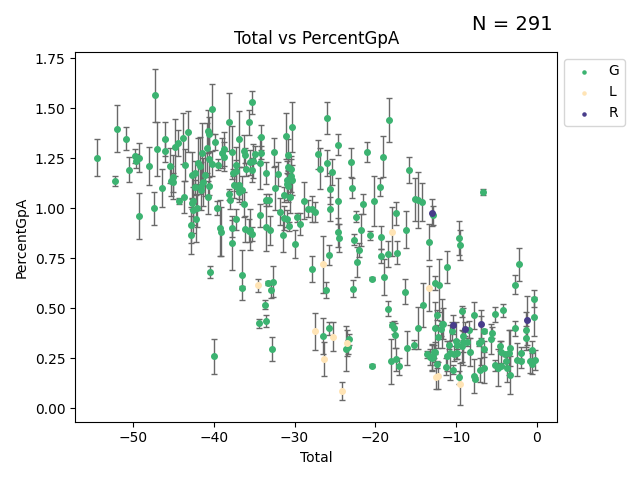 N = 291
Total vs PercentGpA
1.75
1.50
1.25
1.00
0.75
0.50
0.25
0.00
PercentGpA
−50 −40 −30 −20 −10 0
Total
G
L
R